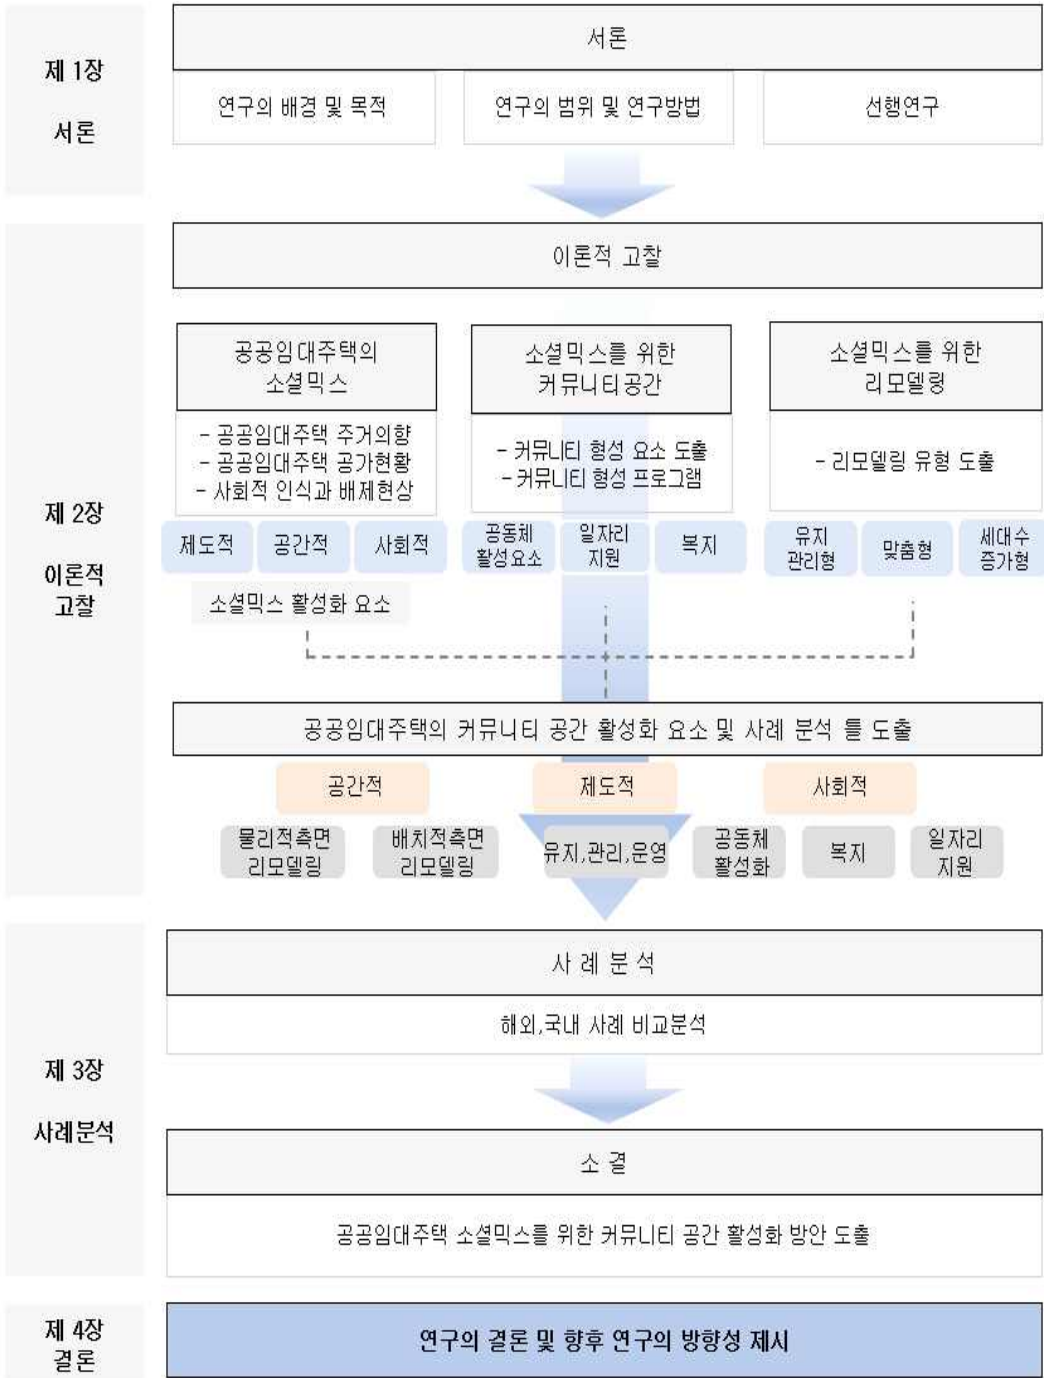 제 1장
서론
서론
연구의 배경 및 목적
연구의 범위 및 연구방법
선행연구
제 2장
이론적
고찰
이론적 고찰
공공임대주택의
소셜믹스
- 공공임대주택 주거의향
- 공공임대주택 공가현황
- 사회적 인식과 배제현상
제도적
공간적
사회적
소셜믹스 활성화 요소
소셜믹스를 위한
커뮤니티공간
- 커뮤니티 형성 요소 도출
- 커뮤니티 형성 프로그램
공동체
활성요소
일자리
지원
복지
소셜믹스를 위한
리모델링
- 리모델링 유형 도출
유지
관리형
맞춤형
세대수
증가형
공공임대주택의 커뮤니티 공간 활성화 요소 및 사례 분석 틀 도출
공간적
제도적
사회적
물리적측면
리모델링
배치적측면
리모델링
유지,관리,운영
공동체
활성화
복지
일자리
지원
제 3장
사례분석
사 례 분 석
해외,국내 사례 비교분석
소 결
공공임대주택 소셜믹스를 위한 커뮤니티 공간 활성화 방안 도출
제 4장
결론
연구의 결론 및 향후 연구의 방향성 제시